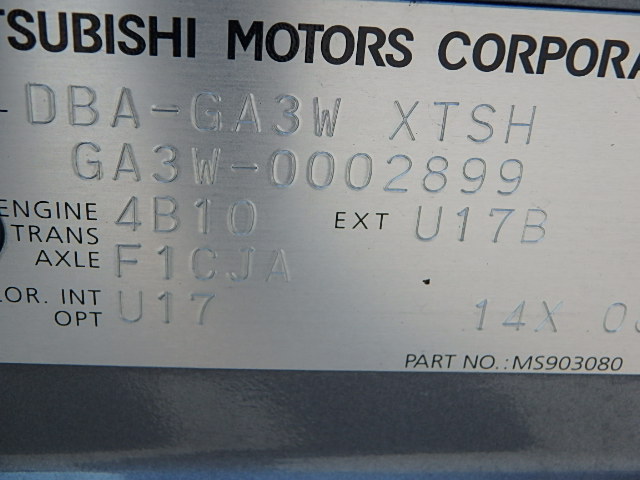 TSUBISHI MOTORS CORPORA
-DBA-GA3W XTSH
GA3W-0002899
ENGINE 4B10 EXT U17B
TRANS
AXLE F1CJA
LOR. INT U17
OPT 14X 0
PART NO.: MS903080